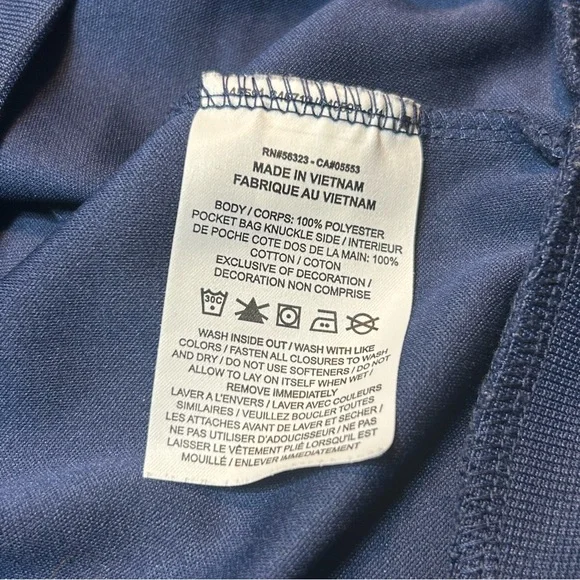 RN#56323 - CA#05553
MADE IN VIETNAM
FABRIQUE AU VIETNAM
BODY / CORPS: 100% POLYESTER
POCKET BAG KNUCKLE SIDE / INTERIEUR
DE POCHE COTE DOS DE LA MAIN: 100%
COTTON / COTON
EXCLUSIVE OF DECORATION /
DECORATION NON COMPRISE
30C
WASH INSIDE OUT / WASH WITH LIKE
COLORS / FASTEN ALL CLOSURES TO WASH
AND DRY / DO NOT USE SOFTENERS / DO NOT
ALLOW TO LAY ON ITSELF WHEN WET /
REMOVE IMMEDIATELY
LAVER A L'ENVERS / LAVER AVEC COULEURS
SIMILAIRES / VEUILLEZ BOUCLER TOUTES
LES ATTACHES AVANT DE LAVER ET SÉCHER /
NE PAS UTILISER D'ADOUCISSEUR / NE PAS
LAISSER LE VÊTEMENT PLIÉ LORSQU'IL EST
MOUILLÉ / ENLEVER IMMÉDIATEMENT